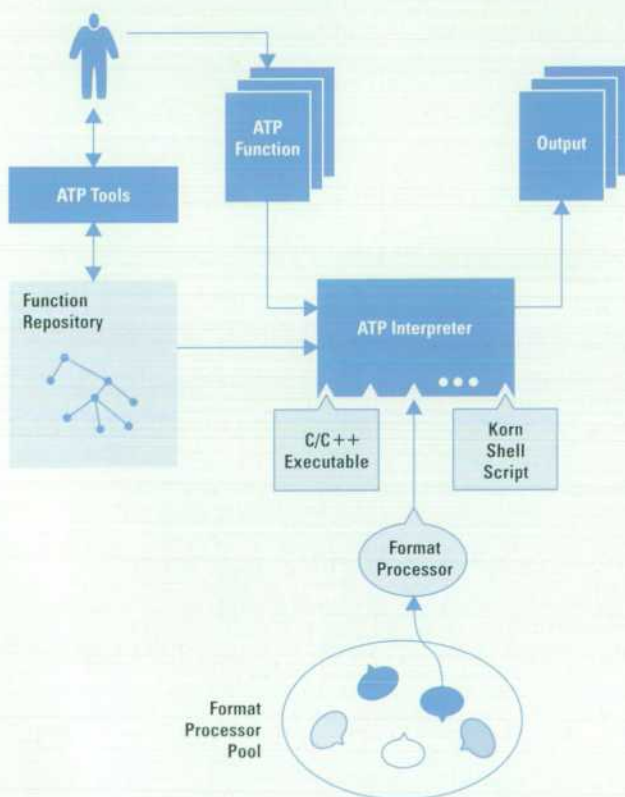 ATP
Function
Output
ATP Tools
Function
Repository
ATP Interpreter
C/C++
Executable
Korn
Shell
Script
Format
Processor
Format
Processor
Pool